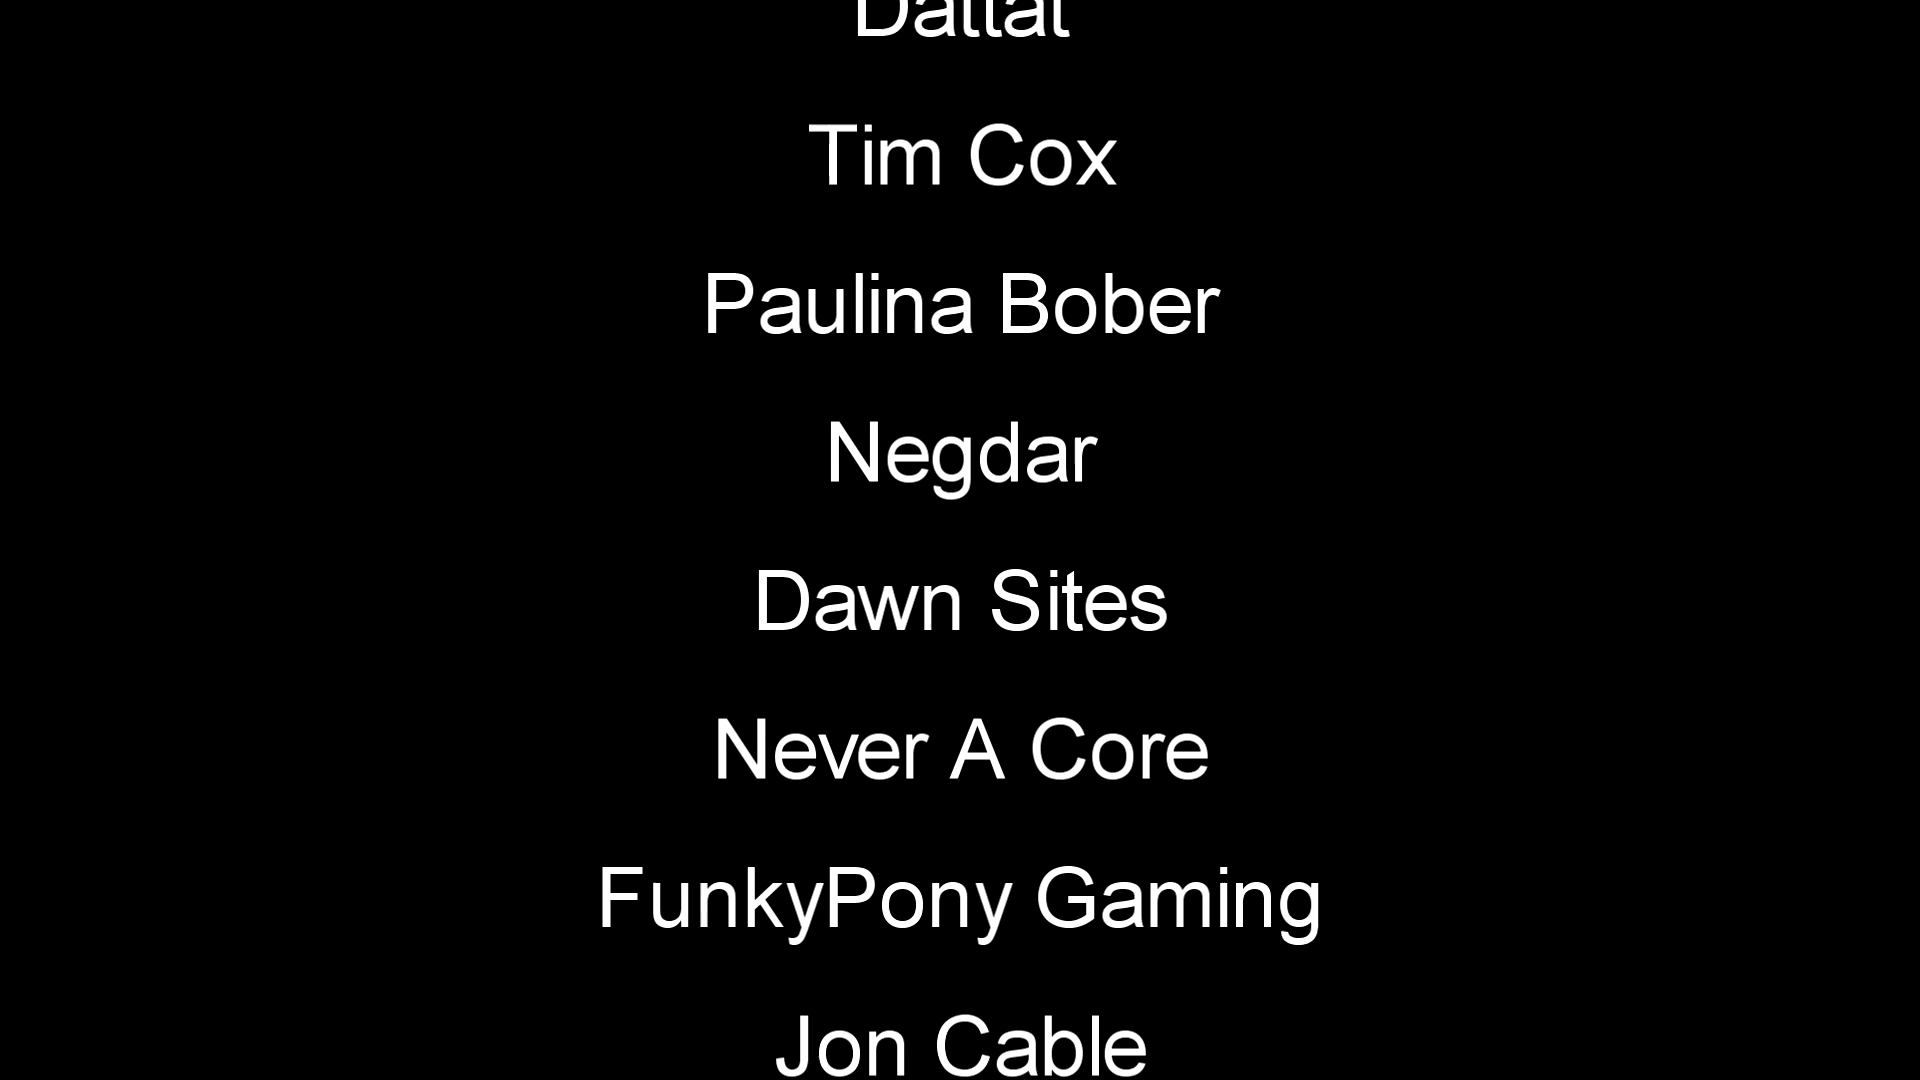 Tim Cox
Paulina Bober
Negdar
Dawn Sites
Never A Core
FunkyPony Gaming
Jon Cable